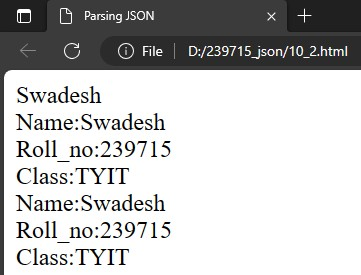 Parsing JSON
File | D:/239715_json/10_2.html
Swadesh
Name:Swadesh
Roll_no:239715
Class:TYIT
Name:Swadesh
Roll_no:239715
Class:TYIT